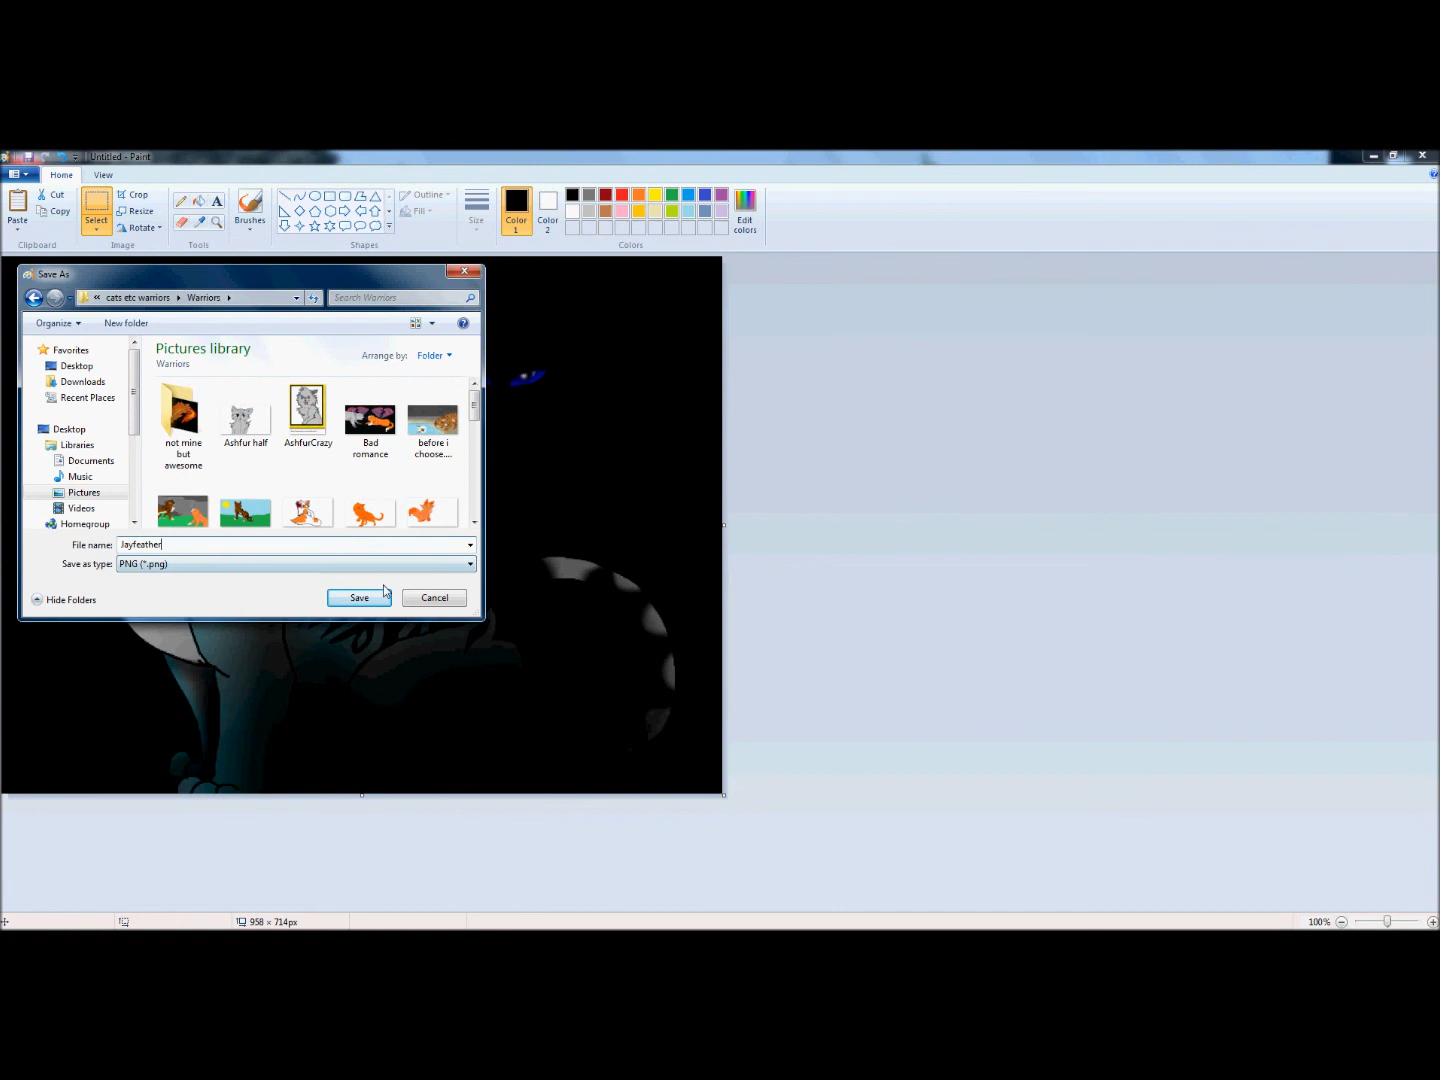 Untitled - Paint
Home View
Paste
Cut
Copy
Clipboard
Select
Crop
Resize
Rotate
Image
A
Tools
Brushes
Shapes
Outline
Fill
Size
Color 1
Color 2
Edit colors
Colors
Save As
« cats etc warriors Warriors
Search Warriors
Organize New folder
Favorites
Desktop
Downloads
Recent Places
Desktop
Libraries
Documents
Music
Pictures
Videos
Homegroup
Pictures library
Warriors
Arrange by: Folder
not mine but awesome
Ashfur half
AshfurCrazy
Bad romance
before i choose....
File name: Jayfeather
Save as type: PNG (*.png)
Hide Folders
Save Cancel
958 × 714px
100%